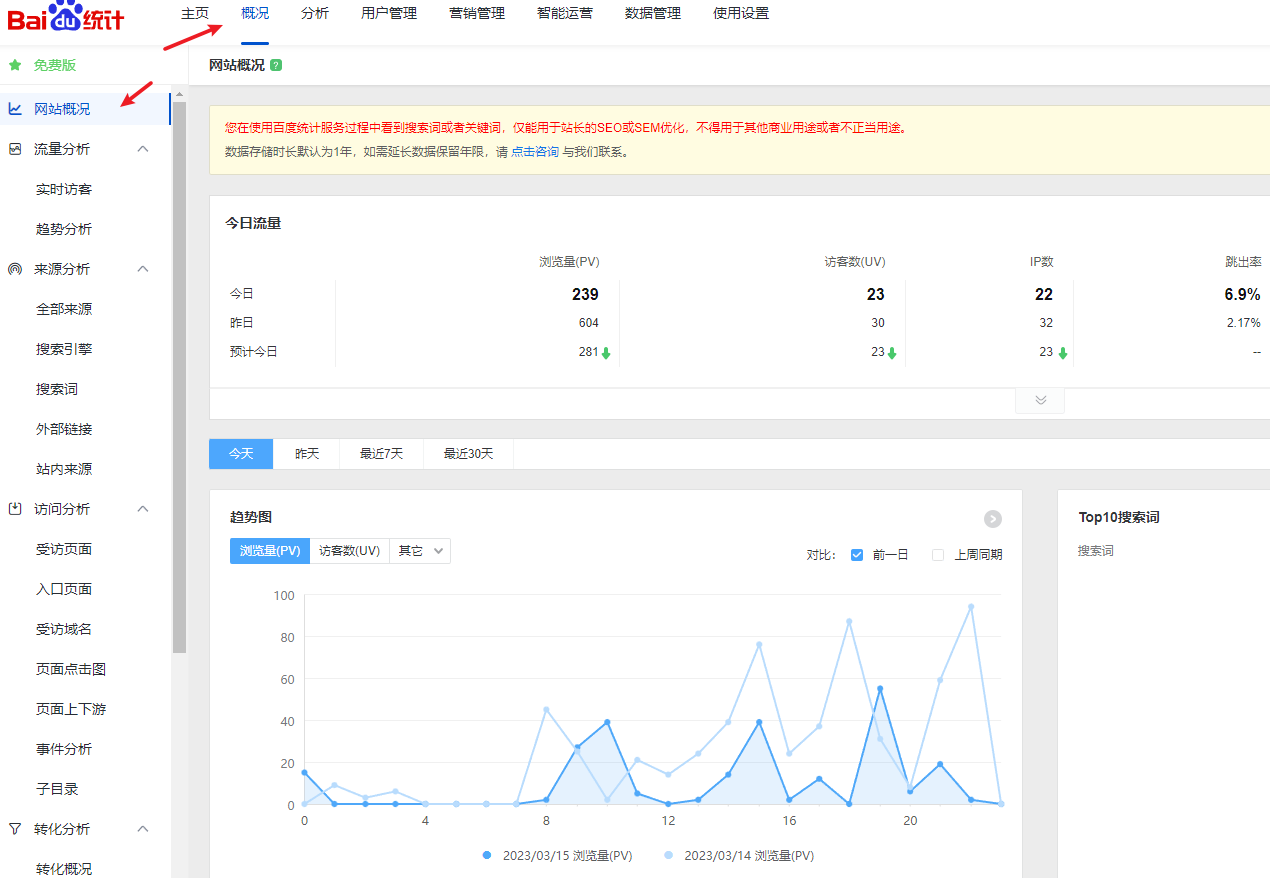 Bai du 统计
主页 概况 分析 用户管理 营销管理 智能运营 数据管理 使用设置
免费版
网站概况
流量分析
实时访客
趋势分析
来源分析
全部来源
搜索引擎
搜索词
外部链接
站内来源
访问分析
受访页面
入口页面
受访域名
页面点击图
页面上下游
事件分析
子目录
转化分析
转化概况
网站概况 ?
您在使用百度统计服务过程中看到搜索词或者关键词，仅能用于站长的SEO或SEM优化，不得用于其他商业用途或者不正当用途。
数据存储时长默认为1年，如需延长数据保留年限，请 点击咨询 与我们联系。
今日流量
浏览量(PV) 访客数(UV) IP数 跳出率
今日 239 23 22 6.9%
昨日 604 30 32 2.17%
预计今日 281 23 23 --
今天 昨天 最近7天 最近30天
趋势图
浏览量(PV) 访客数(UV) 其它
对比： 前一日 上周同期
100
80
60
40
20
0
0 4 8 12 16 20
2023/03/15 浏览量(PV) 2023/03/14 浏览量(PV)
Top10搜索词
搜索词